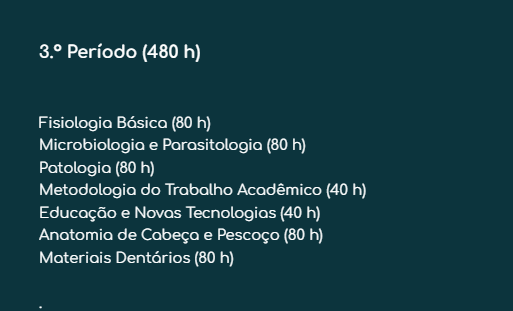 3.º Período (480 h)
Fisiologia Básica (80 h)
Microbiologia e Parasitologia (80 h)
Patologia (80 h)
Metodologia do Trabalho Acadêmico (40 h)
Educação e Novas Tecnologias (40 h)
Anatomia de Cabeça e Pescoço (80 h)
Materiais Dentários (80 h)
.